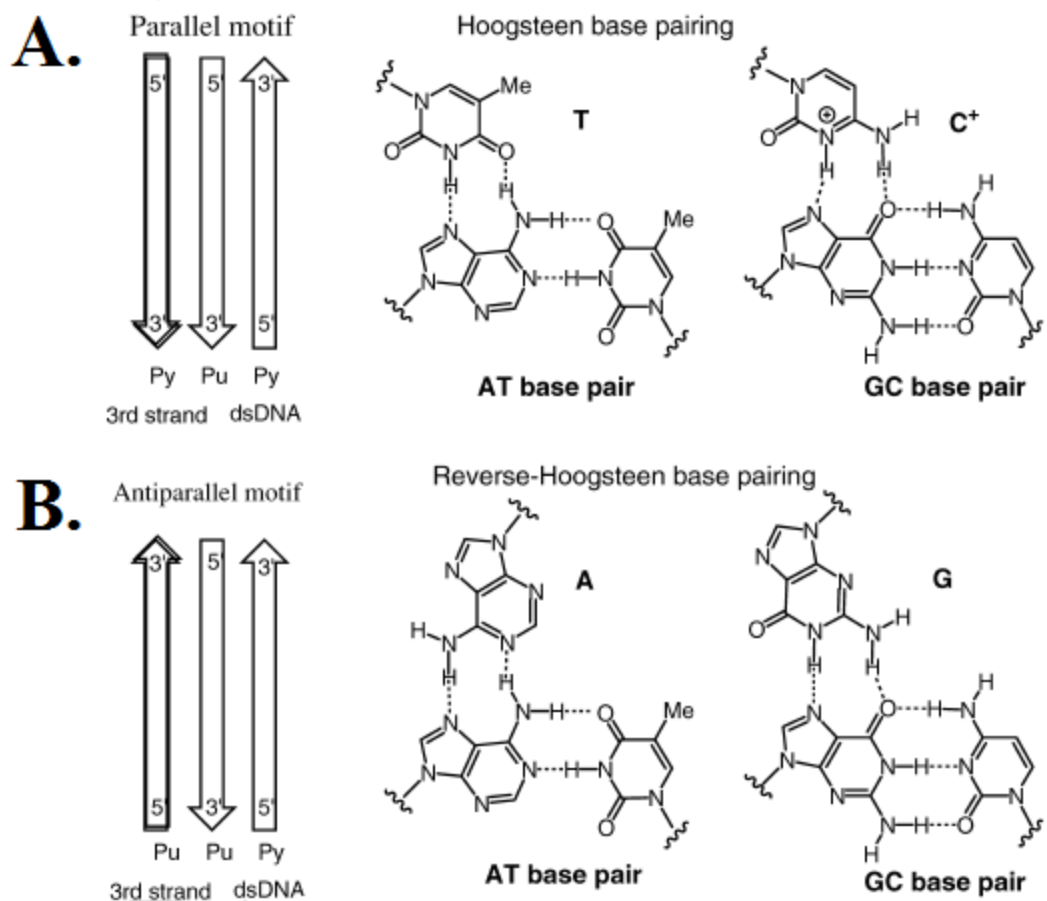 A.
Parallel motif
Hoogsteen base pairing
5' 5' 3'
3' 3' 5'
Py Pu Py
3rd strand dsDNA
N Me
T
O N O
H H
N N H O Me
N N H N
N O N
AT base pair
N H
C+
O N ⊕ N H
H H H
N O H N
N N H N
N N H O N
H
GC base pair
B.
Antiparallel motif
Reverse-Hoogsteen base pairing
3' 5' 3'
5' 3' 5'
Pu Pu Py
3rd strand dsDNA
N N
A
N
H N N
H H
N N H O Me
N N H N
N O N
AT base pair
N N
G
N
O N N H
H H H
N O H N
N N H N
N N H O N
H
GC base pair